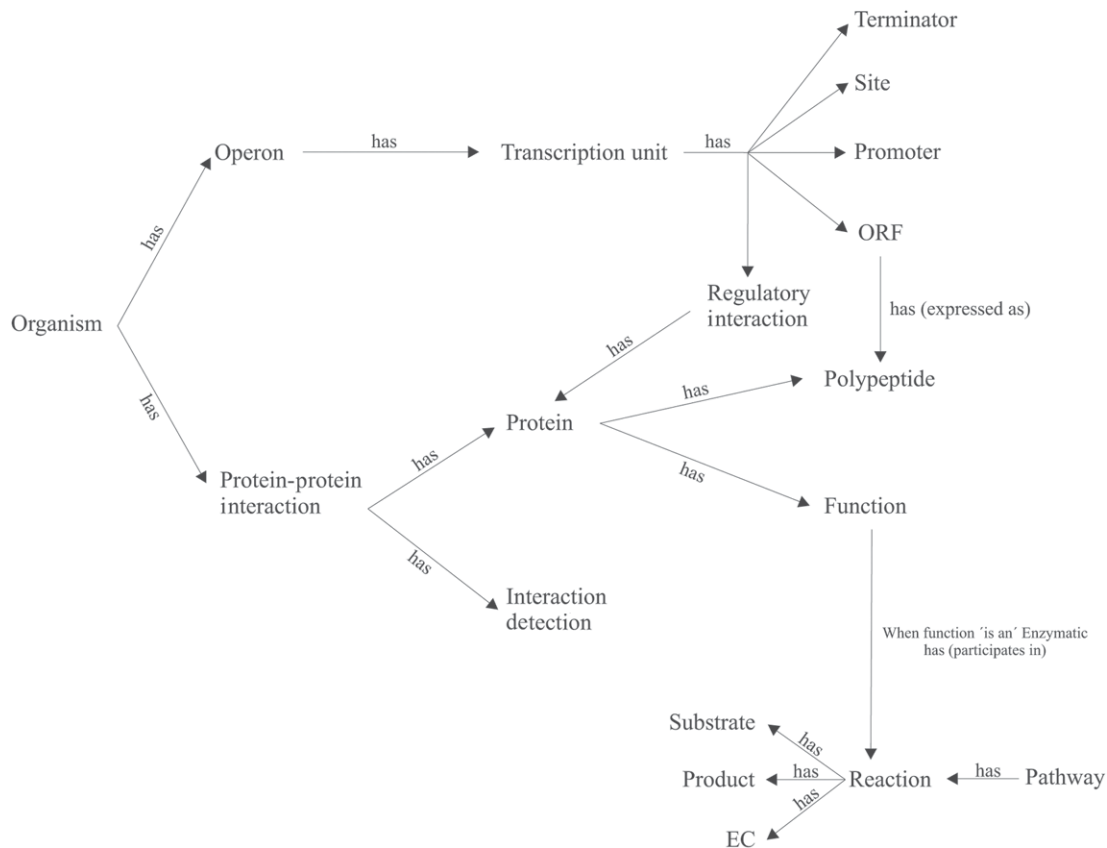 Terminator
Site
Operon
has
Transcription unit
has
Promoter
has
ORF
Regulatory
interaction
has (expressed as)
Organism
has
has
Polypeptide
has
Protein
has
has
Protein-protein
interaction
has
Function
has
Interaction
detection
When function ´is an´ Enzymatic
has (participates in)
Substrate
has
Product
has
Reaction
has
Pathway
has
EC